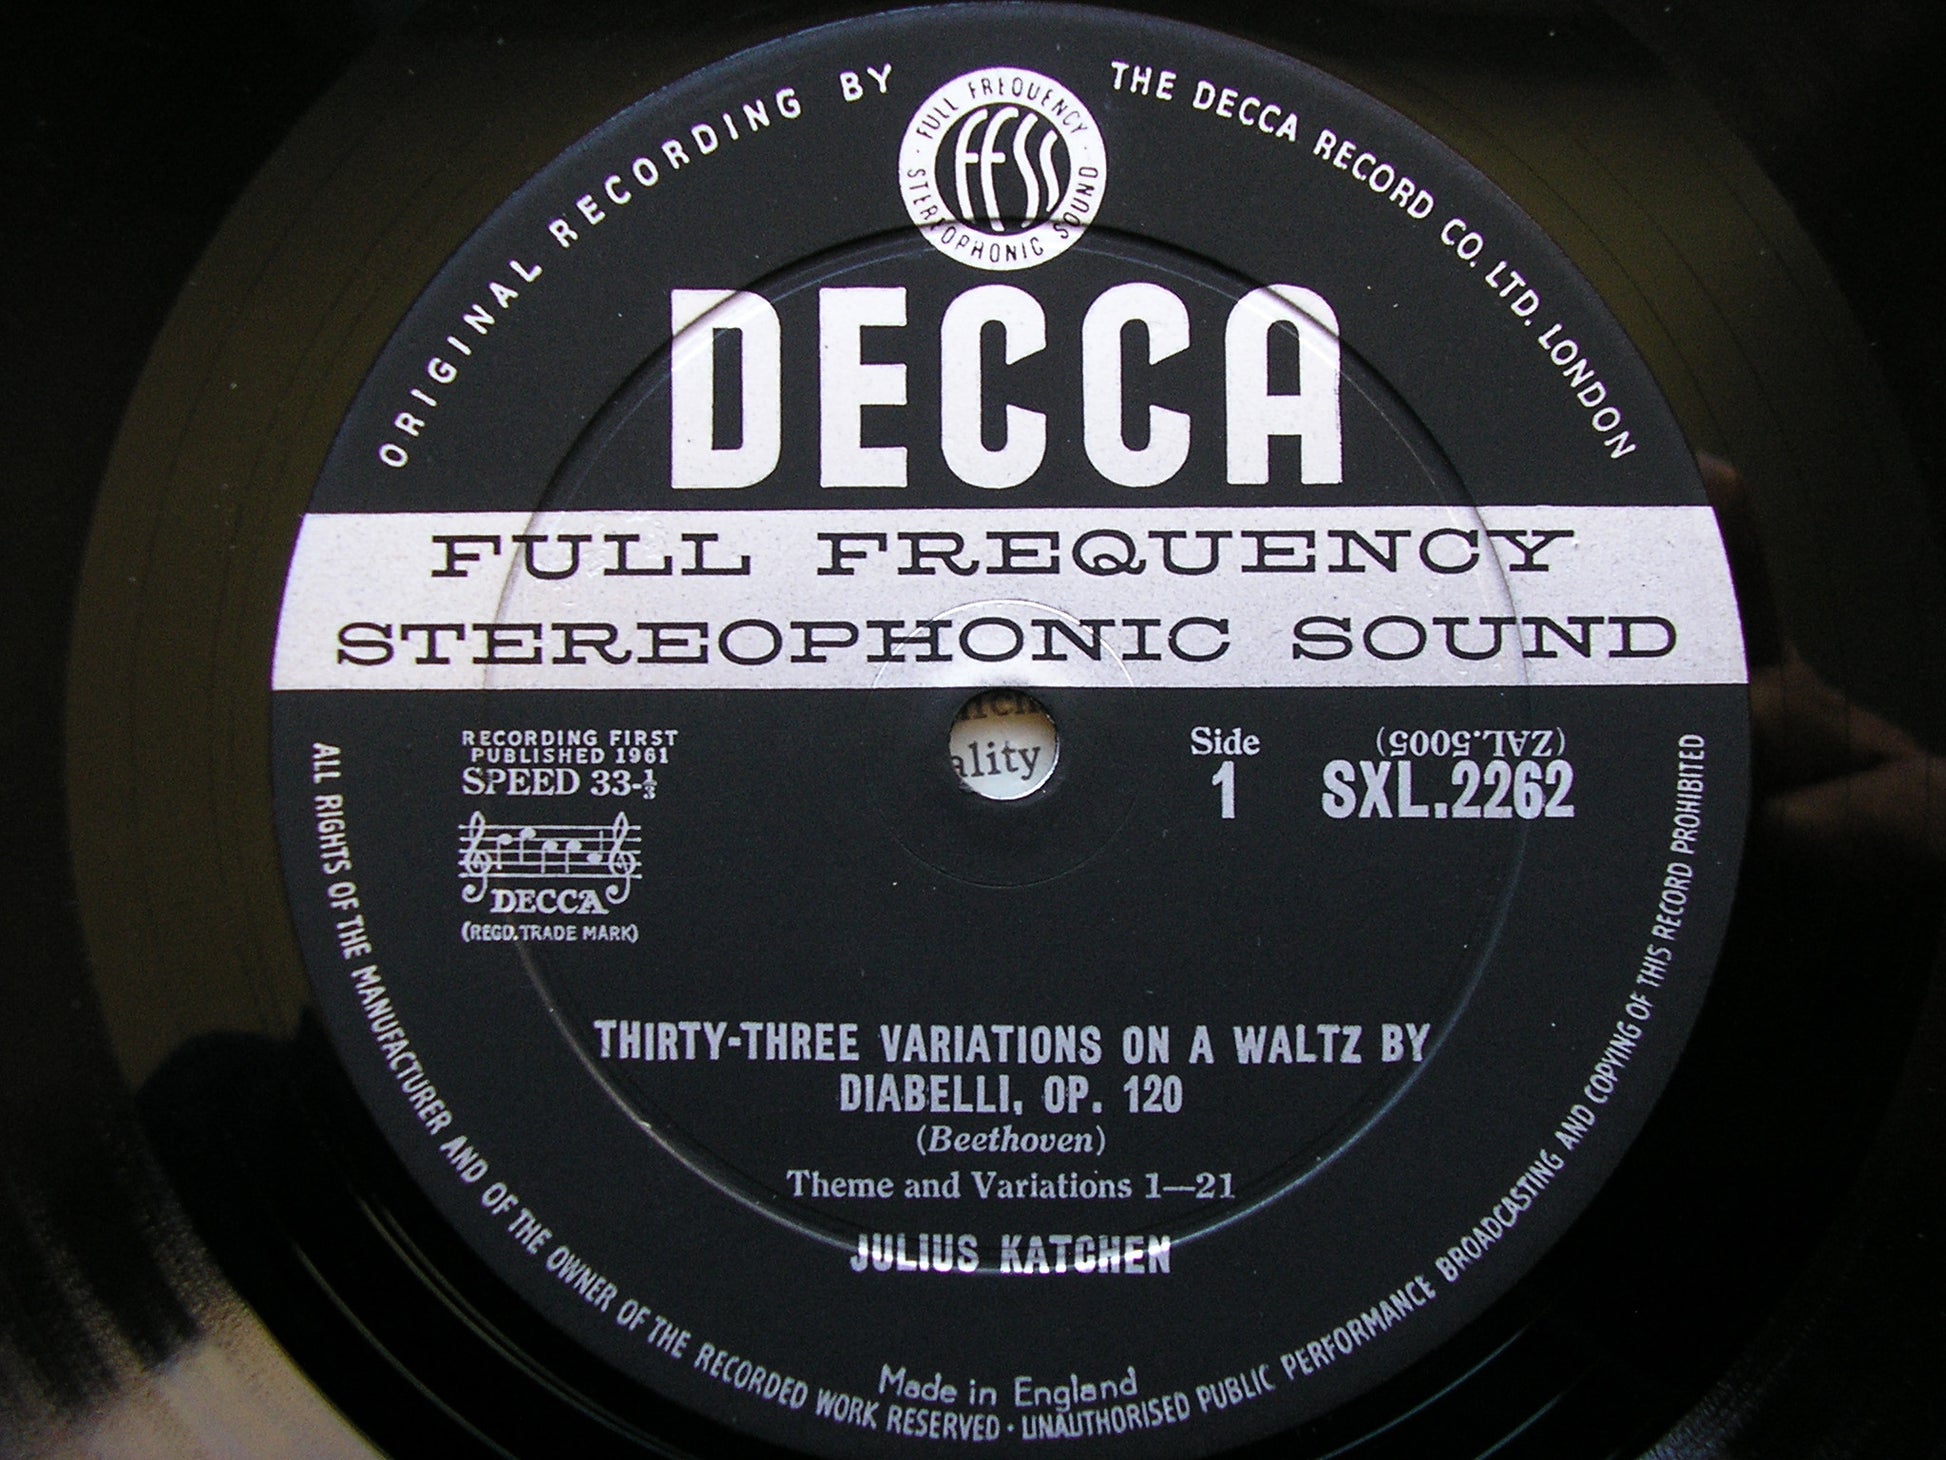 ORIGINAL RECORDING BY
THE DECCA RECORD CO. LTD. LONDON
FULL FREQUENCY
STEREOPHONIC SOUND
FFSS
DECCA
FULL FREQUENCY
STEREOPHONIC SOUND
RECORDING FIRST
PUBLISHED 1961
SPEED 33-⅓
DECCA
(REGD. TRADE MARK)
ality
Side
1
(ZAL.5005)
SXL.2262
THIRTY-THREE VARIATIONS ON A WALTZ BY
DIABELLI, OP. 120
(Beethoven)
Theme and Variations 1—21
JULIUS KATCHEN
Made in England
ALL RIGHTS OF THE MANUFACTURER AND OF THE OWNER OF THE RECORDED WORK RESERVED · UNAUTHORISED PUBLIC PERFORMANCE BROADCASTING AND COPYING OF THIS RECORD PROHIBITED